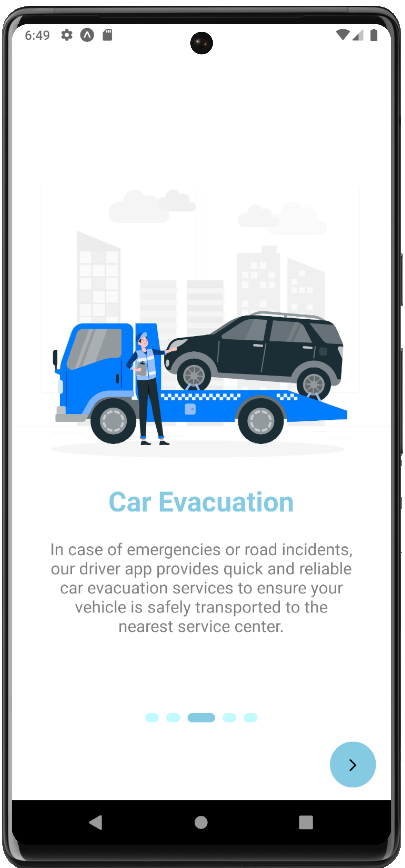 6:49
Car Evacuation
In case of emergencies or road incidents,
our driver app provides quick and reliable
car evacuation services to ensure your
vehicle is safely transported to the
nearest service center.